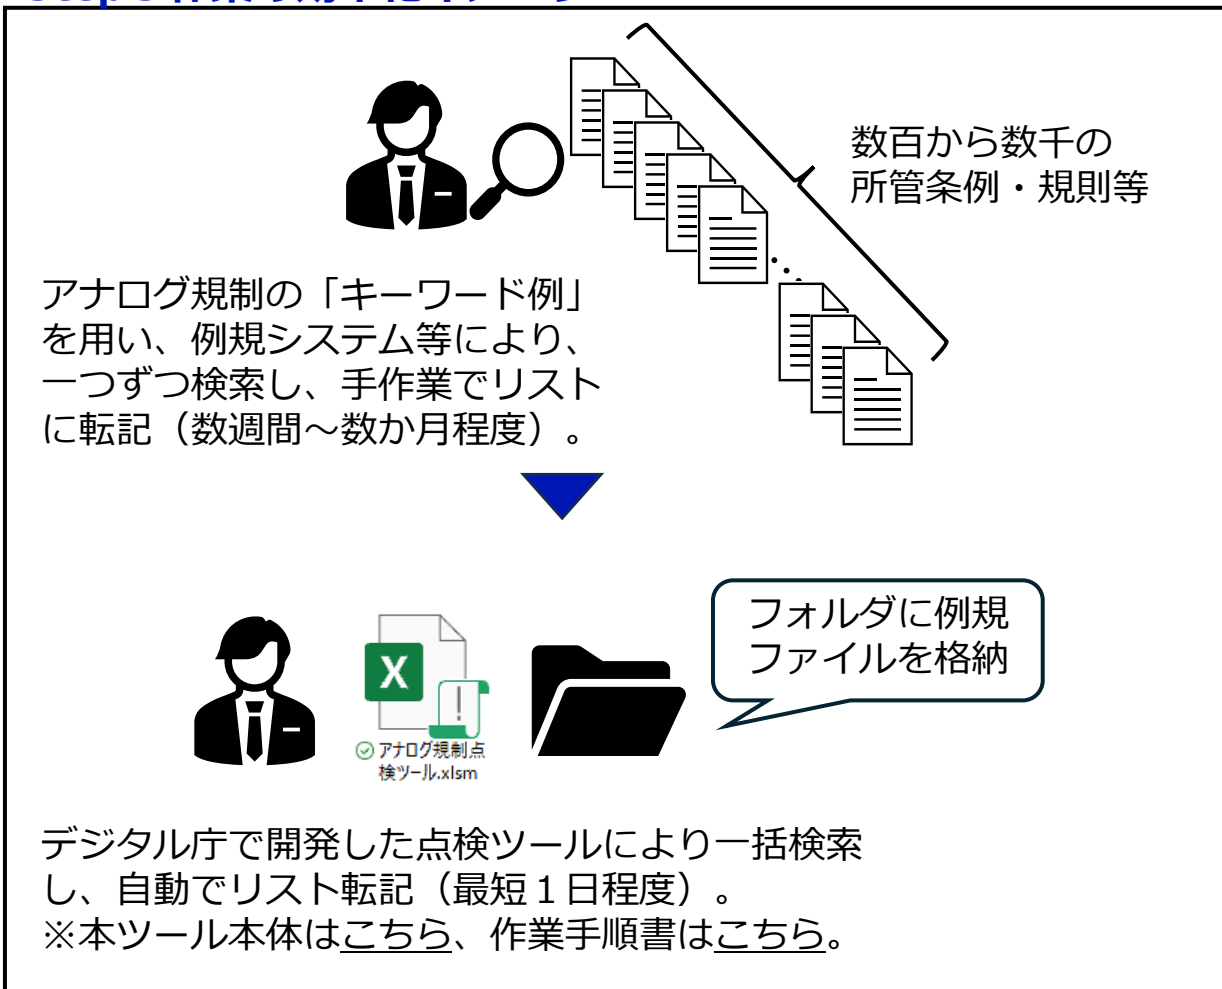 数百から数千の
所管条例・規則等
アナログ規制の「キーワード例」
を用い、例規システム等により、
一つずつ検索し、手作業でリスト
に転記（数週間～数か月程度）。
フォルダに例規
ファイルを格納
X
アナログ規制点
検ツール.xlsm
デジタル庁で開発した点検ツールにより一括検索
し、自動でリスト転記（最短１日程度）。
※本ツール本体はこちら、作業手順書はこちら。